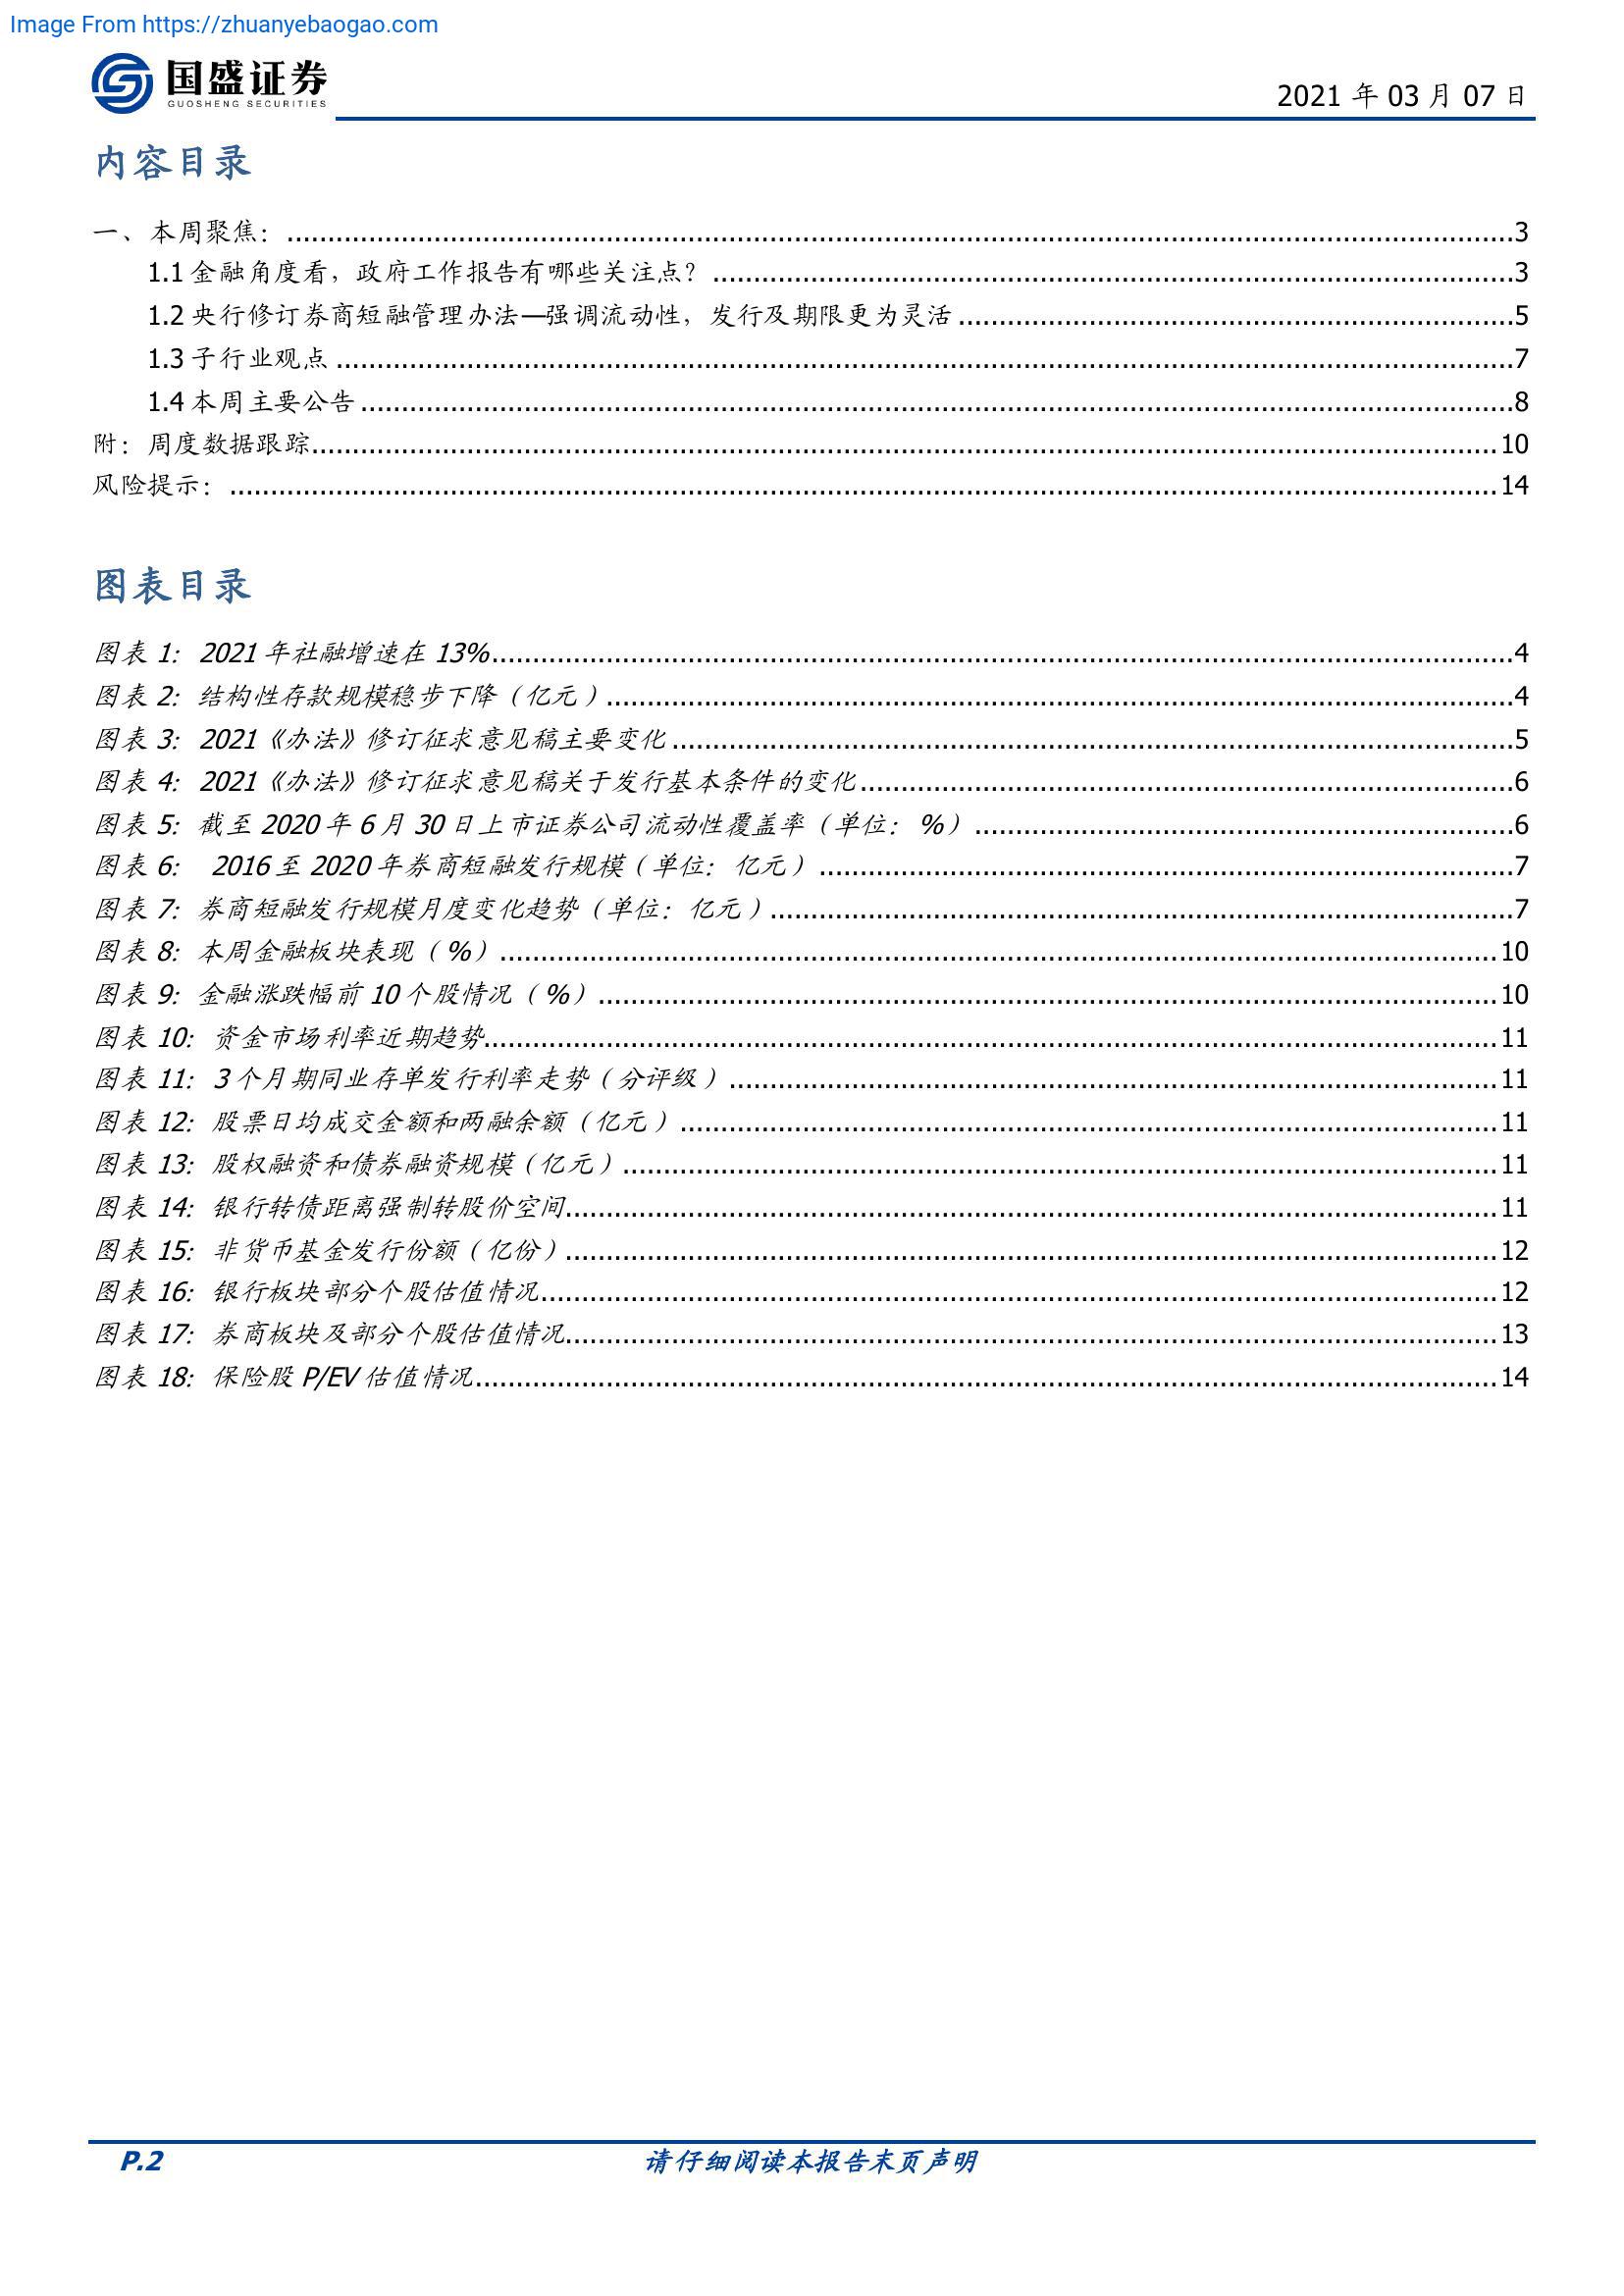 Image From https://zhuanyebaogao.com
国盛证券
GUOSHENG SECURITIES
2021 年 03 月 07 日
内容目录
一、本周聚焦：...3
1.1 金融角度看，政府工作报告有哪些关注点？...3
1.2 央行修订券商短融管理办法—强调流动性，发行及期限更为灵活...5
1.3 子行业观点...7
1.4 本周主要公告...8
附：周度数据跟踪...10
风险提示：...14
图表目录
图表 1: 2021 年社融增速在 13%...4
图表 2: 结构性存款规模稳步下降（亿元）...4
图表 3: 2021《办法》修订征求意见稿主要变化...5
图表 4: 2021《办法》修订征求意见稿关于发行基本条件的变化...6
图表 5: 截至 2020 年 6 月 30 日上市证券公司流动性覆盖率（单位：%）...6
图表 6: 2016 至 2020 年券商短融发行规模（单位：亿元）...7
图表 7: 券商短融发行规模月度变化趋势（单位：亿元）...7
图表 8: 本周金融板块表现（%）...10
图表 9: 金融涨跌幅前 10 个股情况（%）...10
图表 10: 资金市场利率近期趋势...11
图表 11: 3 个月期同业存单发行利率走势（分评级）...11
图表 12: 股票日均成交金额和两融余额（亿元）...11
图表 13: 股权融资和债券融资规模（亿元）...11
图表 14: 银行转债距离强制转股价空间...11
图表 15: 非货币基金发行份额（亿份）...12
图表 16: 银行板块部分个股估值情况...12
图表 17: 券商板块及部分个股估值情况...13
图表 18: 保险股 P/EV 估值情况...14
P.2
请仔细阅读本报告末页声明